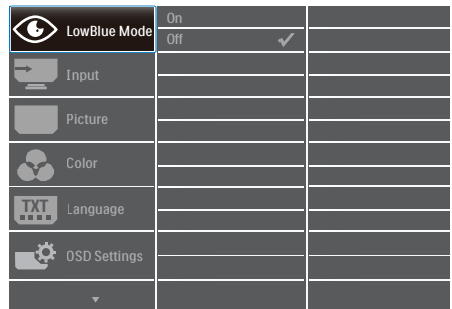 LowBlue Mode
On
Off
Input
Picture
Color
TXT
Language
OSD Settings